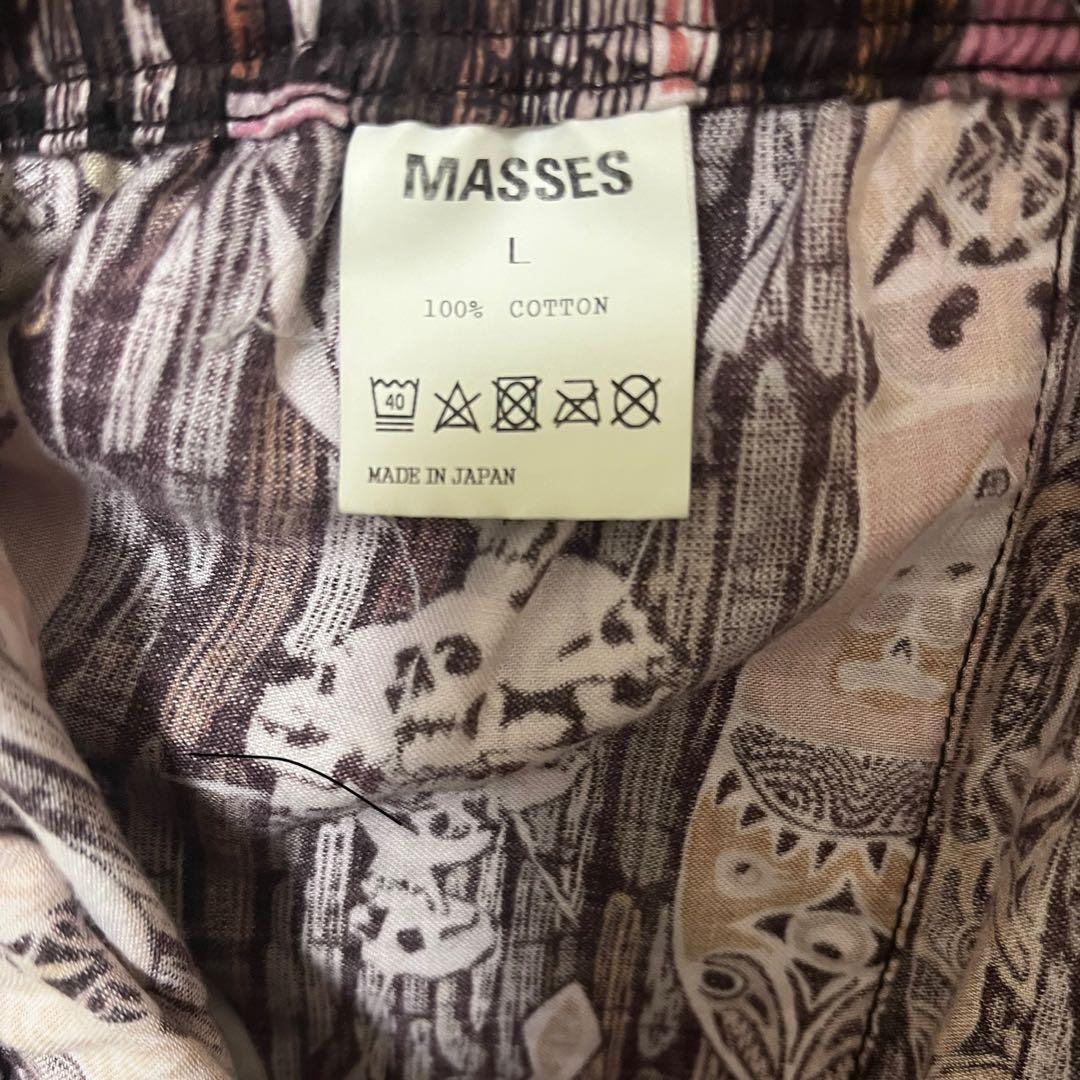 MASSES
L
100% COTTON
40
MADE IN JAPAN